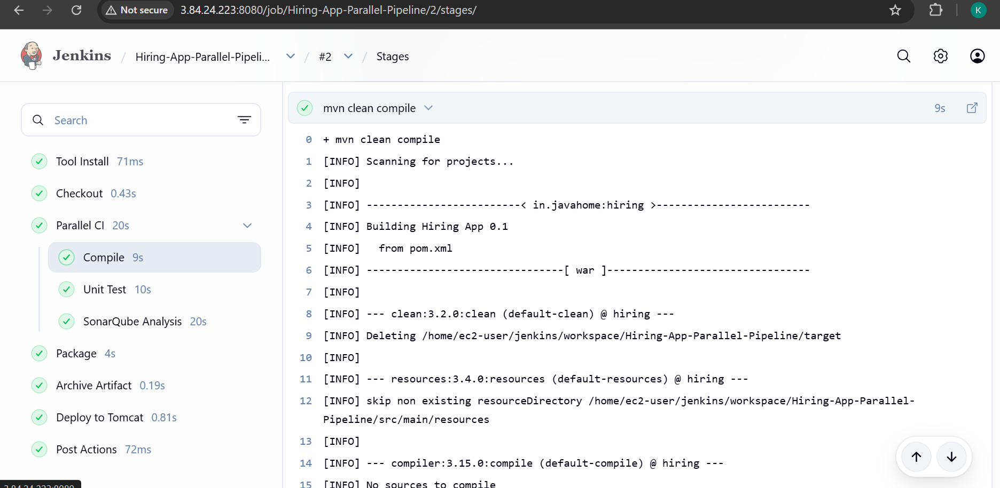 Not secure 3.84.24.223:8080/job/Hiring-App-Parallel-Pipeline/2/stages/
K
Jenkins / Hiring-App-Parallel-Pipeli... / #2 / Stages
Search
Tool Install 71ms
Checkout 0.43s
Parallel CI 20s
Compile 9s
Unit Test 10s
SonarQube Analysis 20s
Package 4s
Archive Artifact 0.19s
Deploy to Tomcat 0.81s
Post Actions 72ms
3.84.24.223:8080
mvn clean compile 9s
0 + mvn clean compile
1 [INFO] Scanning for projects...
2 [INFO]
3 [INFO] -------------------------< in.javahome:hiring >-------------------------
4 [INFO] Building Hiring App 0.1
5 [INFO]   from pom.xml
6 [INFO] --------------------------------[ war ]---------------------------------
7 [INFO]
8 [INFO] --- clean:3.2.0:clean (default-clean) @ hiring ---
9 [INFO] Deleting /home/ec2-user/jenkins/workspace/Hiring-App-Parallel-Pipeline/target
10 [INFO]
11 [INFO] --- resources:3.4.0:resources (default-resources) @ hiring ---
12 [INFO] skip non existing resourceDirectory /home/ec2-user/jenkins/workspace/Hiring-App-Parallel-
Pipeline/src/main/resources
13 [INFO]
14 [INFO] --- compiler:3.15.0:compile (default-compile) @ hiring ---
15 [INFO] No sources to compile